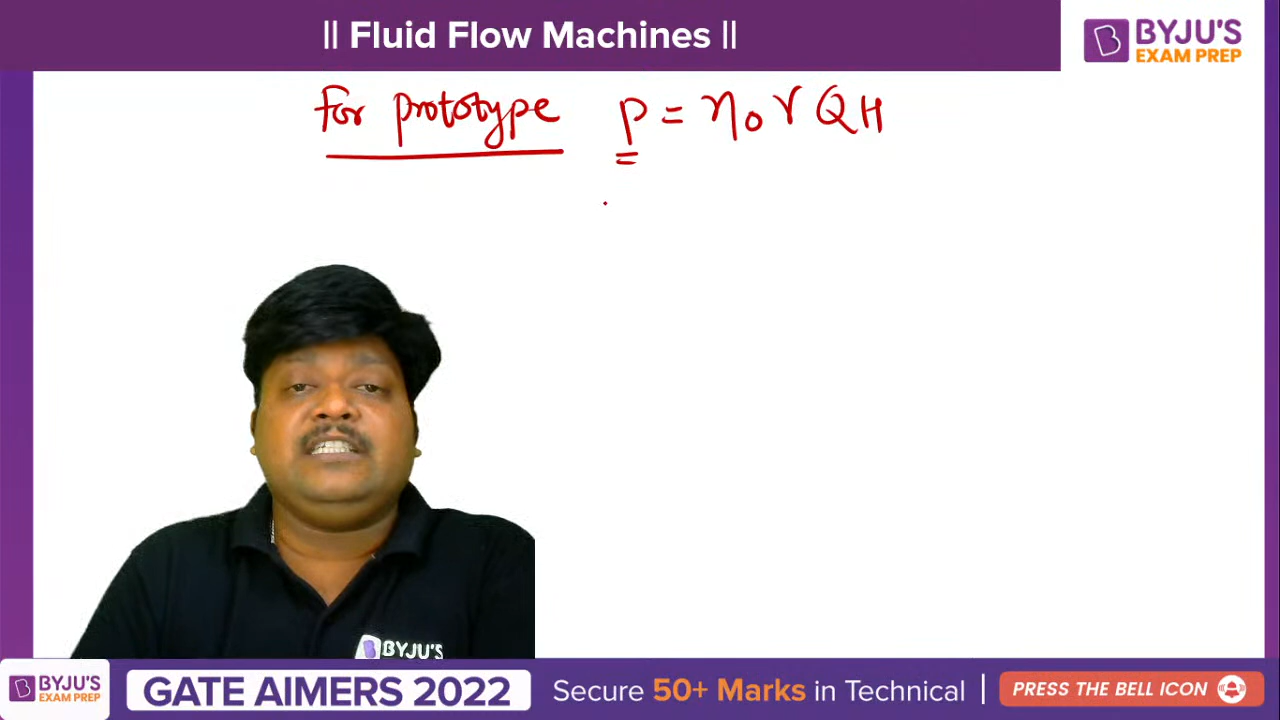 || Fluid Flow Machines ||
BYJU'S
EXAM PREP
For prototype p = η₀ γ Q H
BYJU'S
BYJU'S
EXAM PREP
GATE AIMERS 2022
Secure 50+ Marks in Technical
PRESS THE BELL ICON